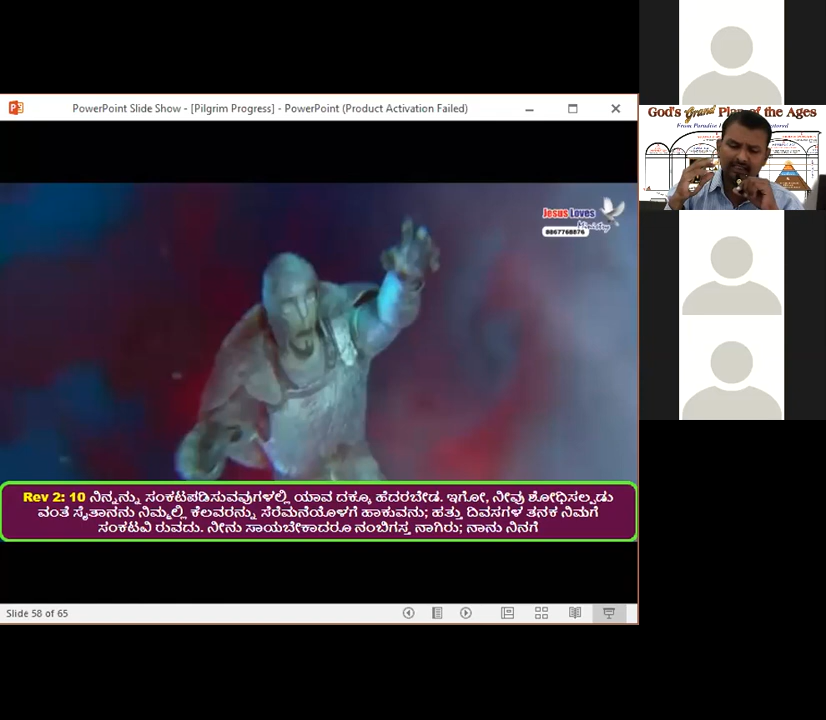 PowerPoint Slide Show - [Pilgrim Progress] - PowerPoint (Product Activation Failed)
God's Grand Plan of the Ages
Jesus Loves
Ministry
8867768876
Rev 2: 10 ನಿನ್ನನ್ನು ಸಂಕಟಪಡಿಸುವವುಗಳಲ್ಲಿ ಯಾವ ದಕ್ಕೂ ಹೆದರಬೇಡ. ಇಗೋ, ನೀವು ಶೋಧಿಸಲ್ಪಡು
ವಂತೆ ಸೈತಾನನು ನಿಮ್ಮಲ್ಲಿ ಕೆಲವರನ್ನು ಸೆರೆಮನೆಯೊಳಗೆ ಹಾಕುವನು; ಹತ್ತು ದಿವಸಗಳ ತನಕ ನಿಮಗೆ
ಸಂಕಟವಿ ರುವದು. ನೀನು ಸಾಯಬೇಕಾದರೂ ನಂಬಿಗಸ್ತ ನಾಗಿರು; ನಾನು ನಿನಗೆ
Slide 58 of 65